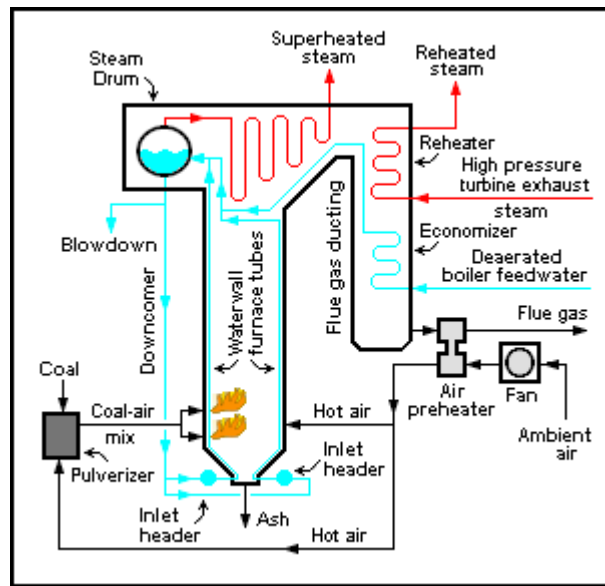 Superheated
steam
Reheated
steam
Steam
Drum
Reheater
High pressure
turbine exhaust
steam
Economizer
Deaerated
boiler feedwater
Blowdown
Downcomer
Waterwall
furnace tubes
Flue gas ducting
Flue gas
Air
preheater
Fan
Ambient
air
Coal
Coal-air
mix
Hot air
Pulverizer
Inlet
header
Inlet
header
Ash
Hot air